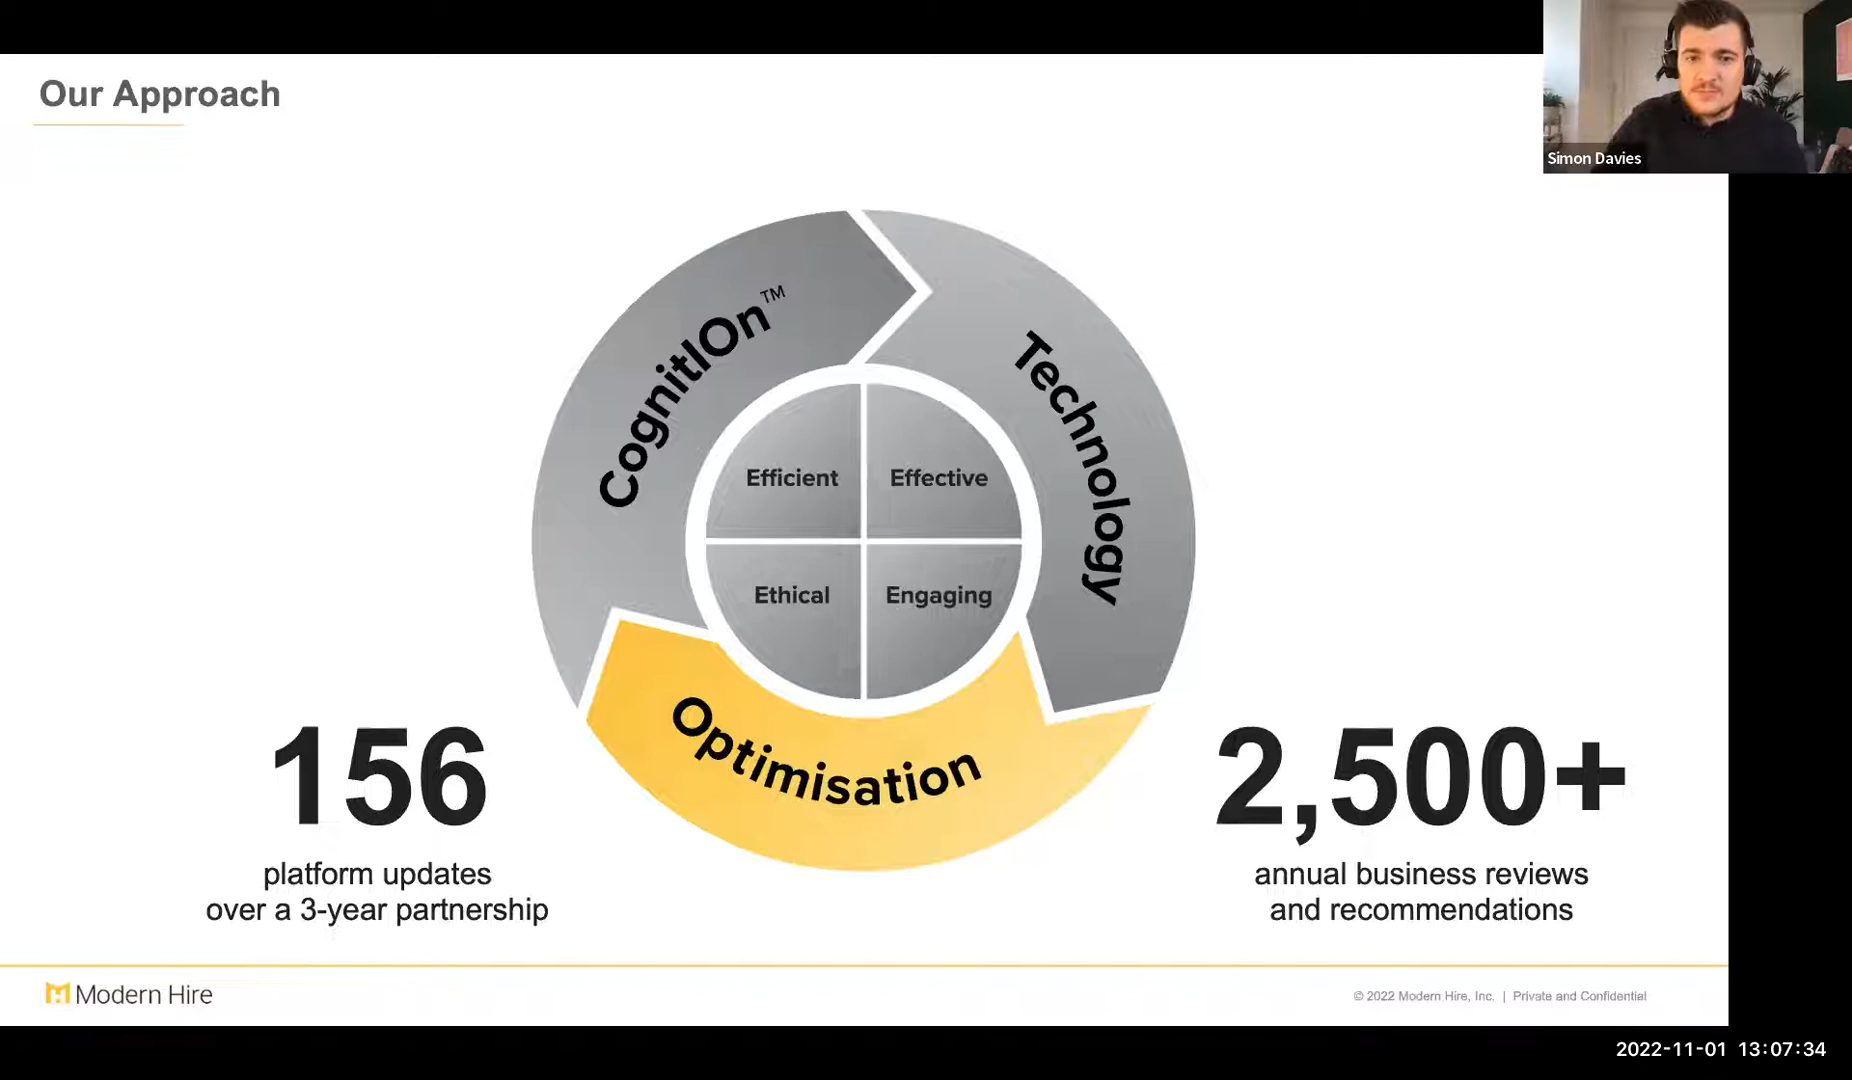 Our Approach
Simon Davies
CognitIOn™
Technology
Efficient
Effective
Ethical
Engaging
Optimisation
156
platform updates
over a 3-year partnership
2,500+
annual business reviews
and recommendations
Modern Hire
© 2022 Modern Hire, Inc. | Private and Confidential
2022-11-01 13:07:34